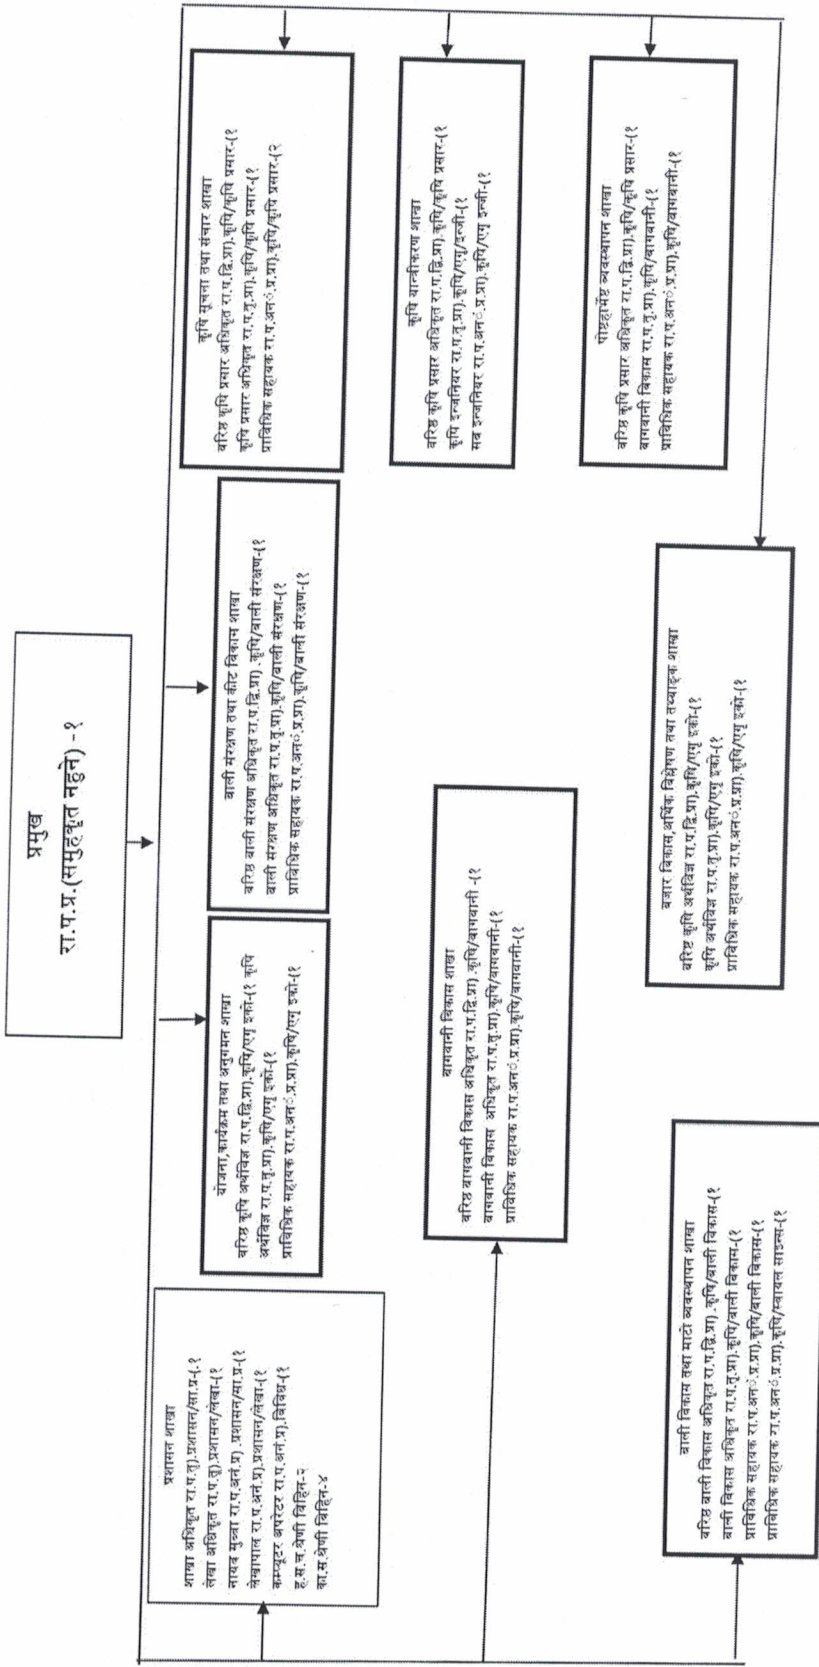 प्रमुख
रा.प.प्र.(समुहकृत नहुने) -१
प्रशासन शाखा
शाखा अधिकृत रा.प.तृ).प्रशासन/सा.प्र-(.१
लेखा अधिकृत रा.प.तृ).प्रशासन/लेखा-(१
नायव सुब्बा रा.प.अनं.प्र) .प्रशासन/सा.प्र-(१
लेखापाल रा.प.अनं.प्र).प्रशासन/लेखा-(१
कम्प्यूटर अपरेटर रा.प.अनं.प्र).विविध-(१
ह.स.च.श्रेणी विहिन-२
का.स.श्रेणी विहिन-४
योजना,कार्यक्रम तथा अनुगमन शाखा
वरिष्ठ कृषि अर्थविज्ञ रा.प.द्वि.प्रा).कृषि/एगृ इको-(१ कृषि
अर्थविज्ञ रा.प.तृ.प्रा).कृषि/एगृ इको-(१
प्राविधिक सहायक रा.प.अनं.प्र.प्रा).कृषि/एगृ इको-(१
बाली संरक्षण तथा कीट विकास शाखा
वरिष्ठ बाली संरक्षण अधिकृत रा.प.द्वि.प्रा) .कृषि/बाली संरक्षण-(१
बाली संरक्षण अधिकृत रा.प.तृ.प्रा).कृषि/बाली संरक्षण-(१
प्राविधिक सहायक रा.प.अनं.प्र.प्रा).कृषि/बाली संरक्षण-(१
कृषि सूचना तथा संचार शाखा
वरिष्ठ कृषि प्रसार अधिकृत रा.प.द्वि.प्रा).कृषि/कृषि प्रसार-(१
कृषि प्रसार अधिकृत रा.प.तृ.प्रा).कृषि/कृषि प्रसार-(१
प्राविधिक सहायक रा.प.अनं.प्र.प्रा).कृषि/कृषि प्रसार-(२
बागवानी विकास शाखा
वरिष्ठ बागवानी विकास अधिकृत रा.प.द्वि.प्रा) .कृषि/बागवानी -(१
बागवानी विकास अधिकृत रा.प.तृ.प्रा).कृषि/बागवानी-(१
प्राविधिक सहायक रा.प.अनं.प्र.प्रा).कृषि/बागवानी-(१
कृषि यान्त्रीकरण शाखा
वरिष्ठ कृषि प्रसार अधिकृत रा.प.द्वि.प्रा).कृषि/कृषि प्रसार-(१
कृषि इन्जिनियर रा.प.तृ.प्रा).कृषि/एगृ/इन्जी-(१
सब इन्जिनियर रा.प.अनं.प्र.प्रा).कृषि/एगृ इन्जी-(१
बाली विकास तथा माटो व्यवस्थापन शाखा
वरिष्ठ बाली विकास अधिकृत रा.प.द्वि.प्रा) .कृषि/बाली विकास-(१
बाली विकास अधिकृत रा.प.तृ.प्रा).कृषि/बाली विकास-(१
प्राविधिक सहायक रा.प.अनं.प्र.प्रा).कृषि/बाली विकास-(१
प्राविधिक सहायक रा.प.अनं.प्र.प्रा).कृषि/स्वायल साइन्स-(१
बजार विकास,आर्थिक विश्लेषण तथा तथ्याङ्क शाखा
वरिष्ट कृषि अर्थविज्ञ रा.प.द्वि.प्रा).कृषि/एगृ इको-(१
कृषि अर्थविज्ञ रा.प.तृ.प्रा).कृषि/एगृ इको-(१
प्राविधिक सहायक रा.प.अनं.प्र.प्रा).कृषि/एगृ इको-(१
पोष्टहार्भेष्ट व्यवस्थापन शाखा
वरिष्ठ कृषि प्रसार अधिकृत रा.प.द्वि.प्रा).कृषि/कृषि प्रसार-(१
बागवानी विकास रा.प.तृ.प्रा).कृषि/बागवानी-(१
प्राविधिक सहायक रा.प.अनं.प्र.प्रा).कृषि/बागवानी-(१